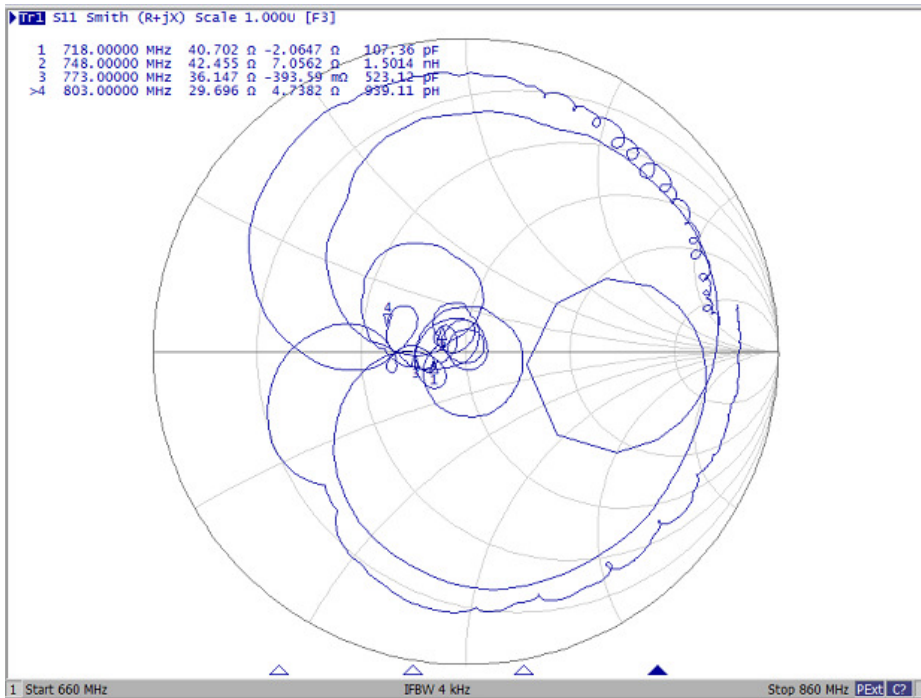 Tr1 S11 Smith (R+jX) Scale 1.000U [F3]
1 718.00000 MHz 40.702 Ω -2.0647 Ω 107.36 pF
2 748.00000 MHz 42.455 Ω 7.0562 Ω 1.5014 nH
3 773.00000 MHz 36.147 Ω -393.59 mΩ 523.12 pF
>4 803.00000 MHz 29.696 Ω 4.7382 Ω 939.11 pH
4
3
1
1 Start 660 MHz IFBW 4 kHz Stop 860 MHz PExt C?